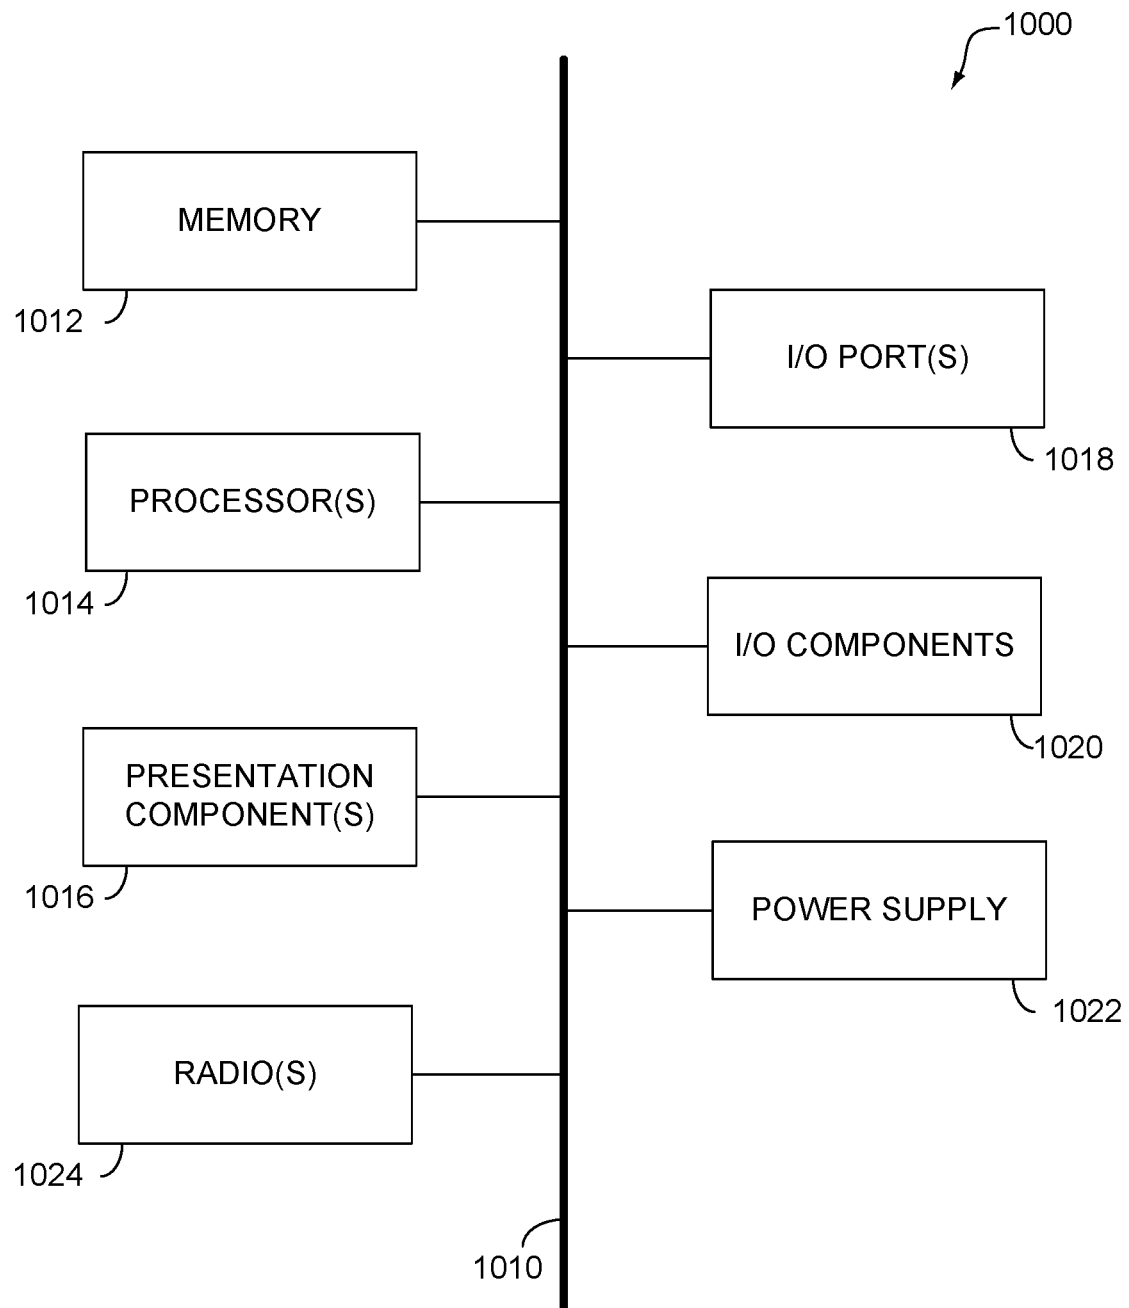 1000
MEMORY
1012
I/O PORT(S)
1018
PROCESSOR(S)
1014
I/O COMPONENTS
1020
PRESENTATION
COMPONENT(S)
1016
POWER SUPPLY
1022
RADIO(S)
1024
1010